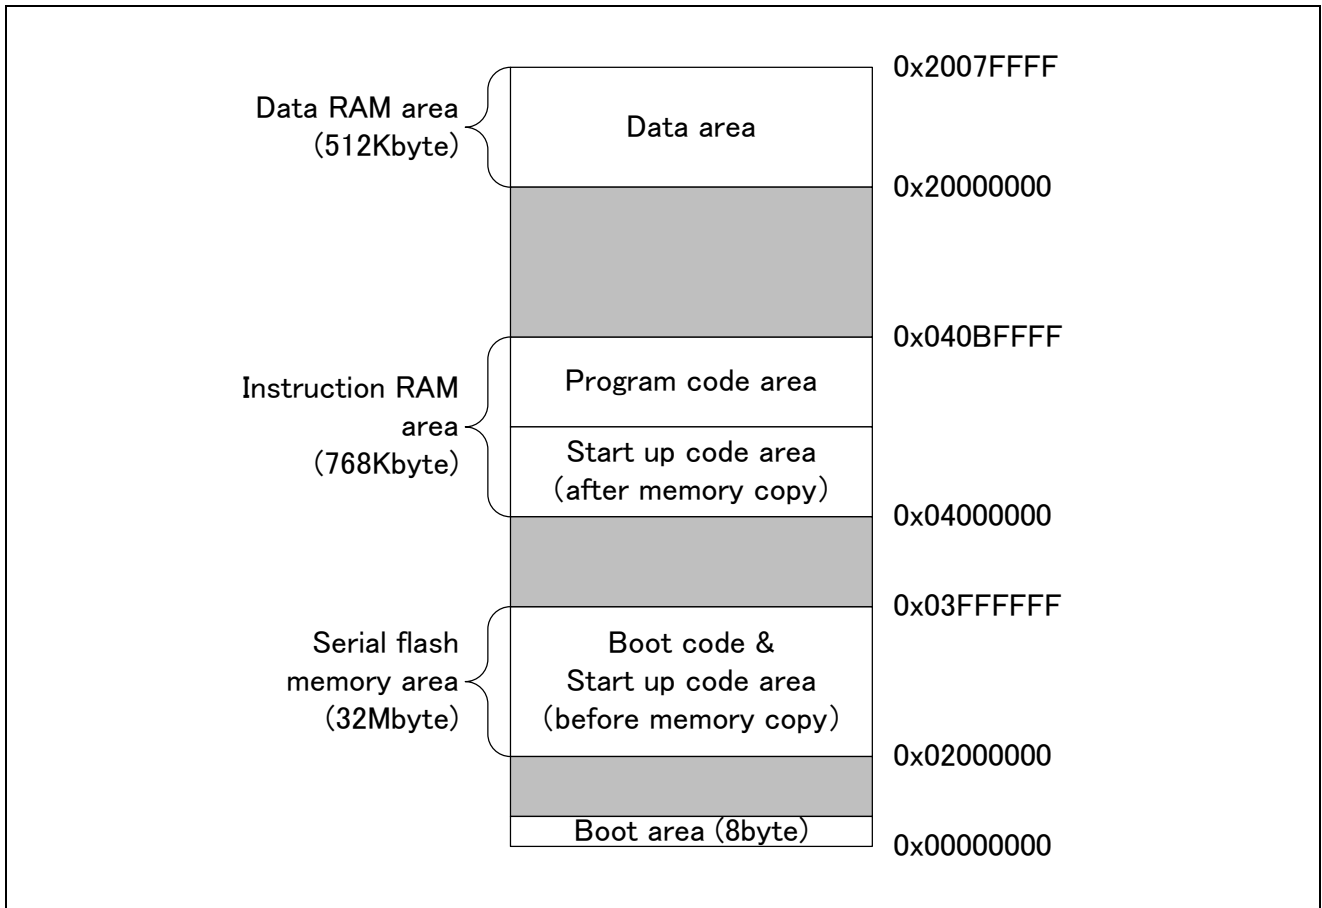 0x2007FFFF
Data RAM area
(512Kbyte)
Data area
0x20000000
0x040BFFFF
Instruction RAM
area
(768Kbyte)
Program code area
Start up code area
(after memory copy)
0x04000000
0x03FFFFFF
Serial flash
memory area
(32Mbyte)
Boot code &
Start up code area
(before memory copy)
0x02000000
Boot area (8byte)
0x00000000